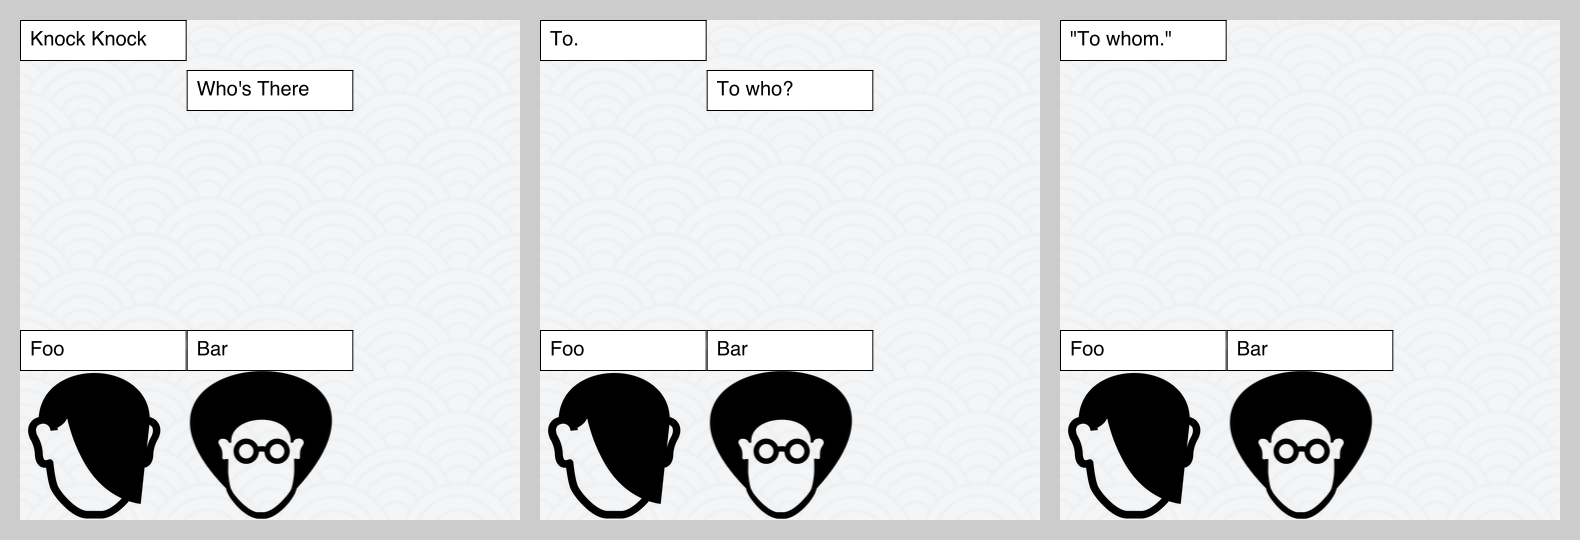 Knock Knock
Who's There
Foo
Bar
To.
To who?
Foo
Bar
"To whom."
Foo
Bar